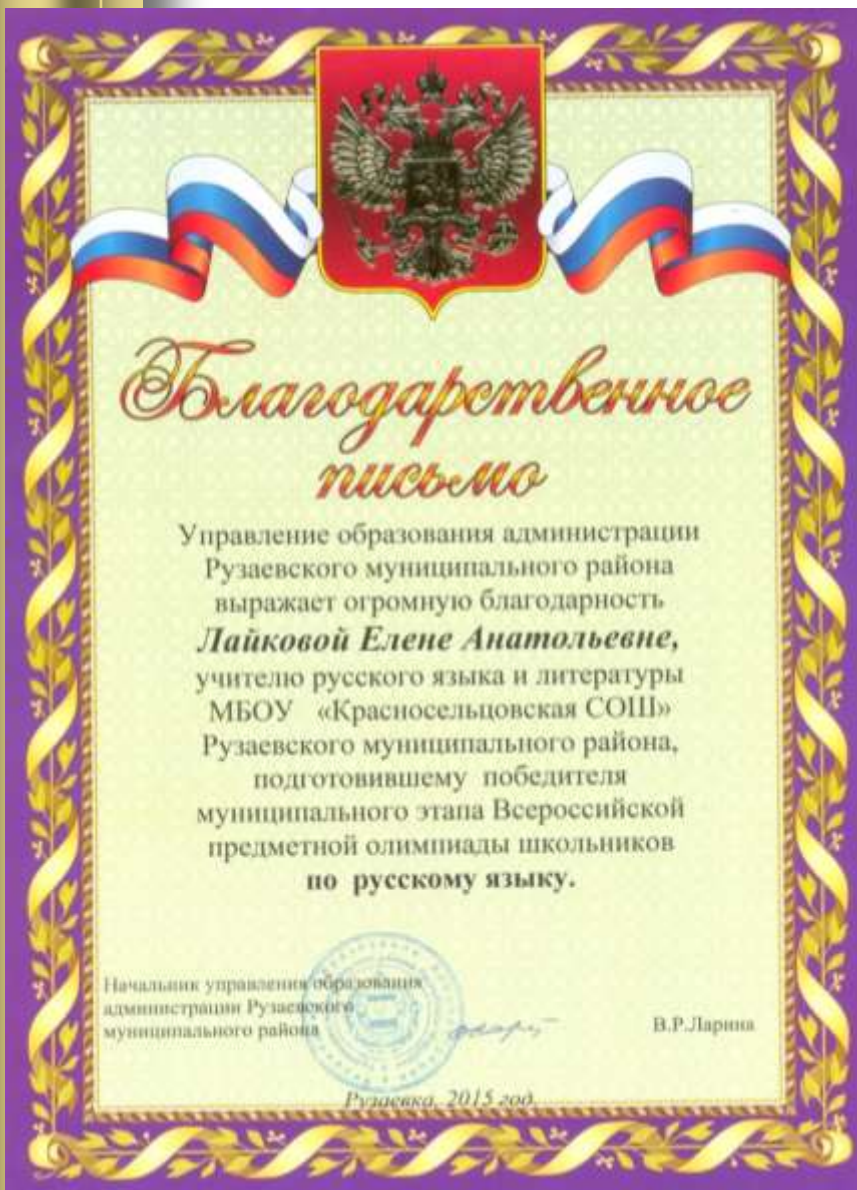 Благодарственное
письмо
Управление образования администрации
Рузаевского муниципального района
выражает огромную благодарность
Лайковой Елене Анатольевне,
учителю русского языка и литературы
МБОУ «Красносельцовская СОШ»
Рузаевского муниципального района,
подготовившему победителя
муниципального этапа Всероссийской
предметной олимпиады школьников
по русскому языку.
Начальник управления образования
администрации Рузаевского
муниципального района
В.Р.Ларина
Рузаевка, 2015 год.